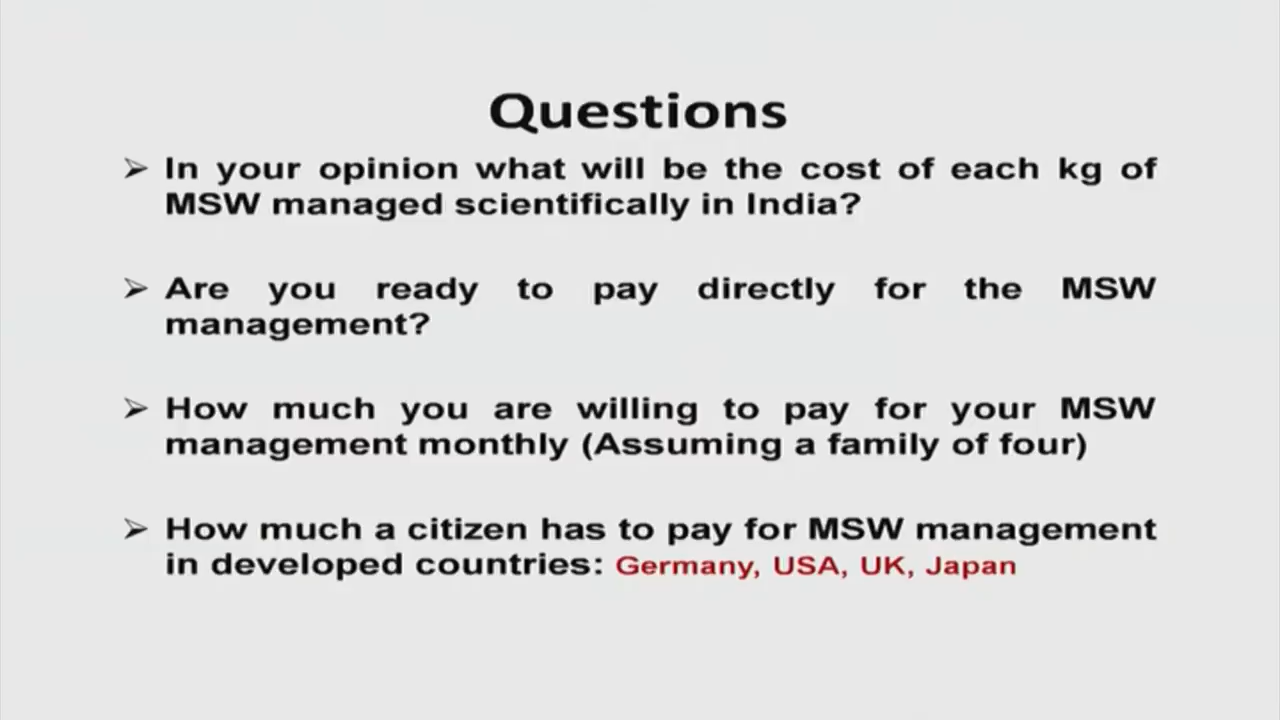 Questions
➢ In your opinion what will be the cost of each kg of
MSW managed scientifically in India?
➢ Are you ready to pay directly for the MSW
management?
➢ How much you are willing to pay for your MSW
management monthly (Assuming a family of four)
➢ How much a citizen has to pay for MSW management
in developed countries: Germany, USA, UK, Japan